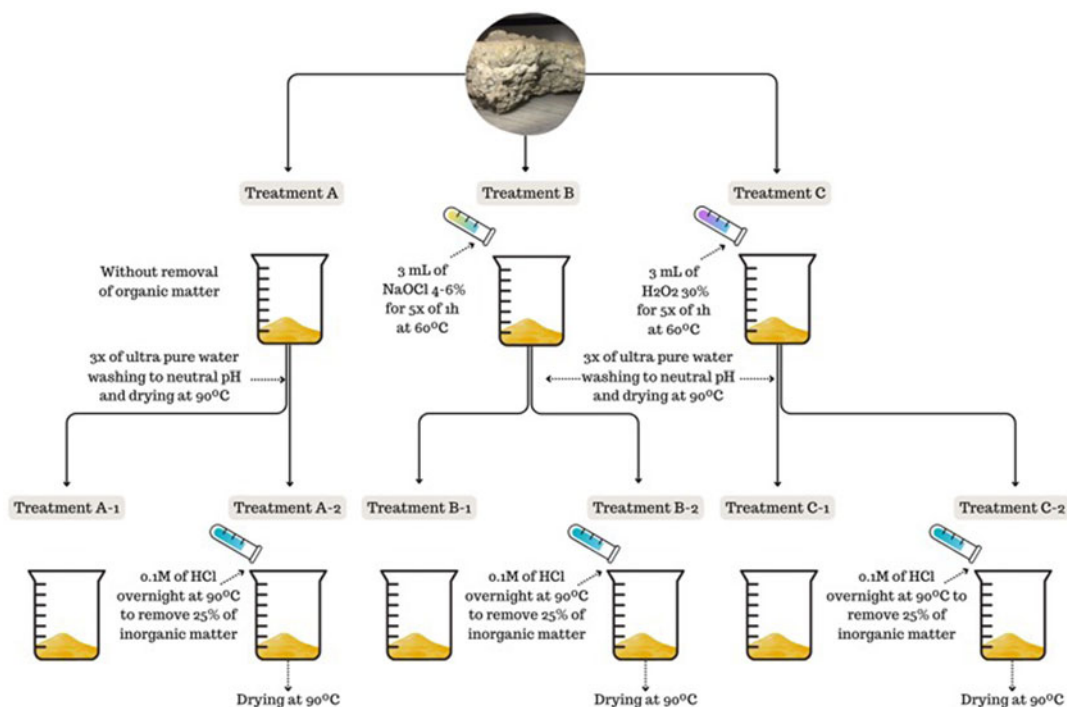 Treatment A
Treatment B
Treatment C
Without removal
of organic matter
3 mL of
NaOCl 4-6%
for 5x of 1h
at 60ºC
3 mL of
H2O2 30%
for 5x of 1h
at 60ºC
3x of ultra pure water
washing to neutral pH
and drying at 90ºC
3x of ultra pure water
washing to neutral pH
and drying at 90ºC
Treatment A-1
Treatment A-2
Treatment B-1
Treatment B-2
Treatment C-1
Treatment C-2
0.1M of HCl
overnight at 90ºC
to remove 25% of
inorganic matter
0.1M of HCl
overnight at 90ºC
to remove 25% of
inorganic matter
0.1M of HCl
overnight at 90ºC to
remove 25% of
inorganic matter
Drying at 90ºC
Drying at 90ºC
Drying at 90ºC